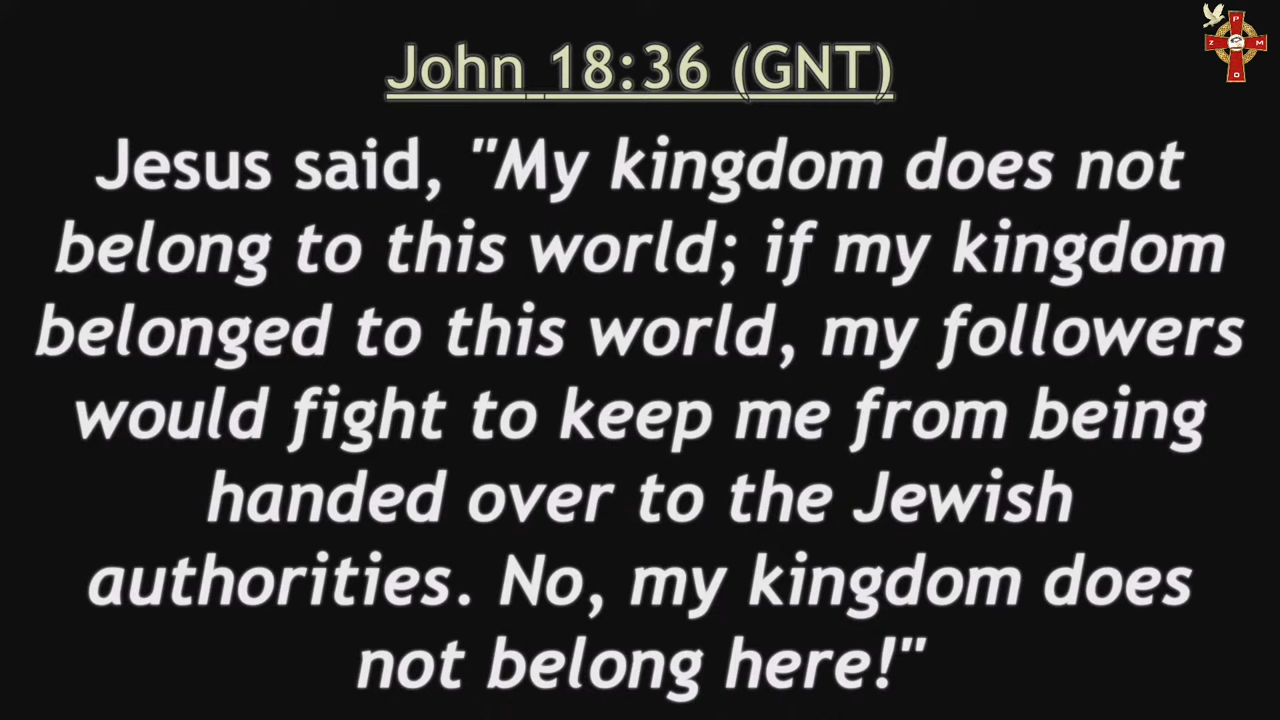 John 18:36 (GNT)
Jesus said, "My kingdom does not
belong to this world; if my kingdom
belonged to this world, my followers
would fight to keep me from being
handed over to the Jewish
authorities. No, my kingdom does
not belong here!"
P
Z M
O